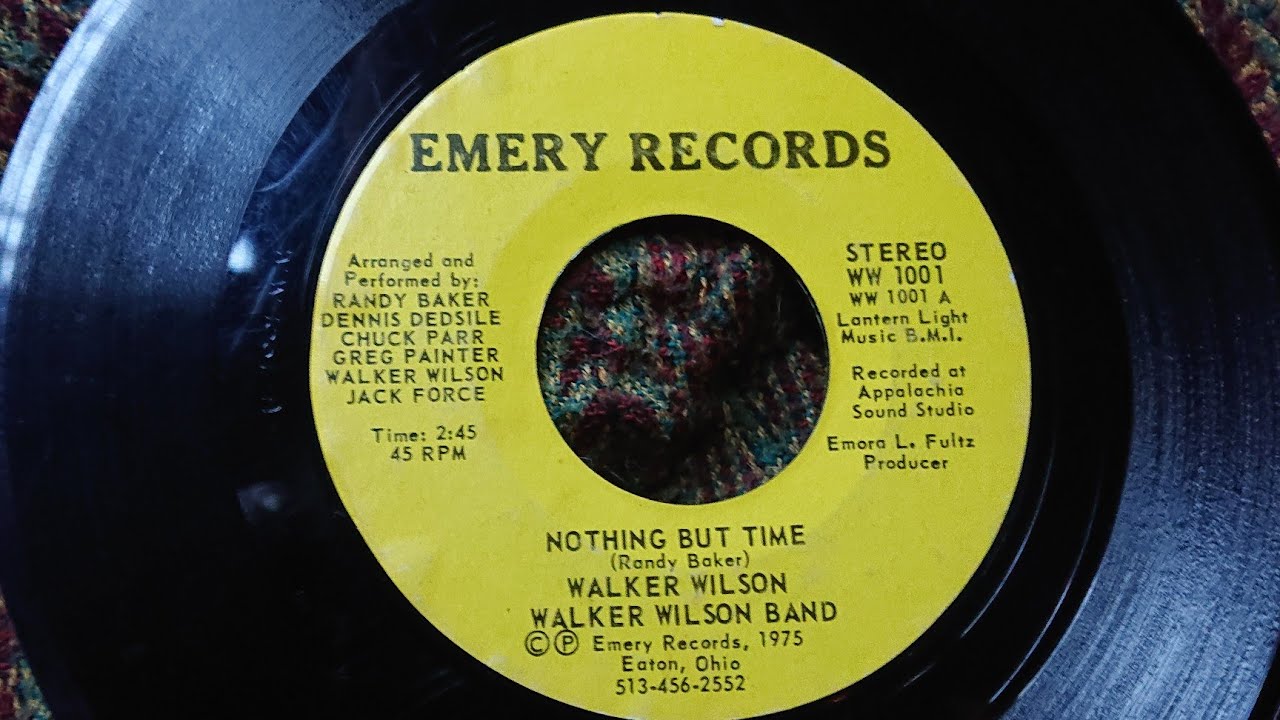 EMERY RECORDS
Arranged and
Performed by:
RANDY BAKER
DENNIS DEDSILE
CHUCK PARR
GREG PAINTER
WALKER WILSON
JACK FORCE
Time: 2:45
45 RPM
STEREO
WW 1001
WW 1001 A
Lantern Light
Music B.M.I.
Recorded at
Appalachia
Sound Studio
Emora L. Fultz
Producer
NOTHING BUT TIME
(Randy Baker)
WALKER WILSON
WALKER WILSON BAND
©℗ Emery Records, 1975
Eaton, Ohio
513-456-2552